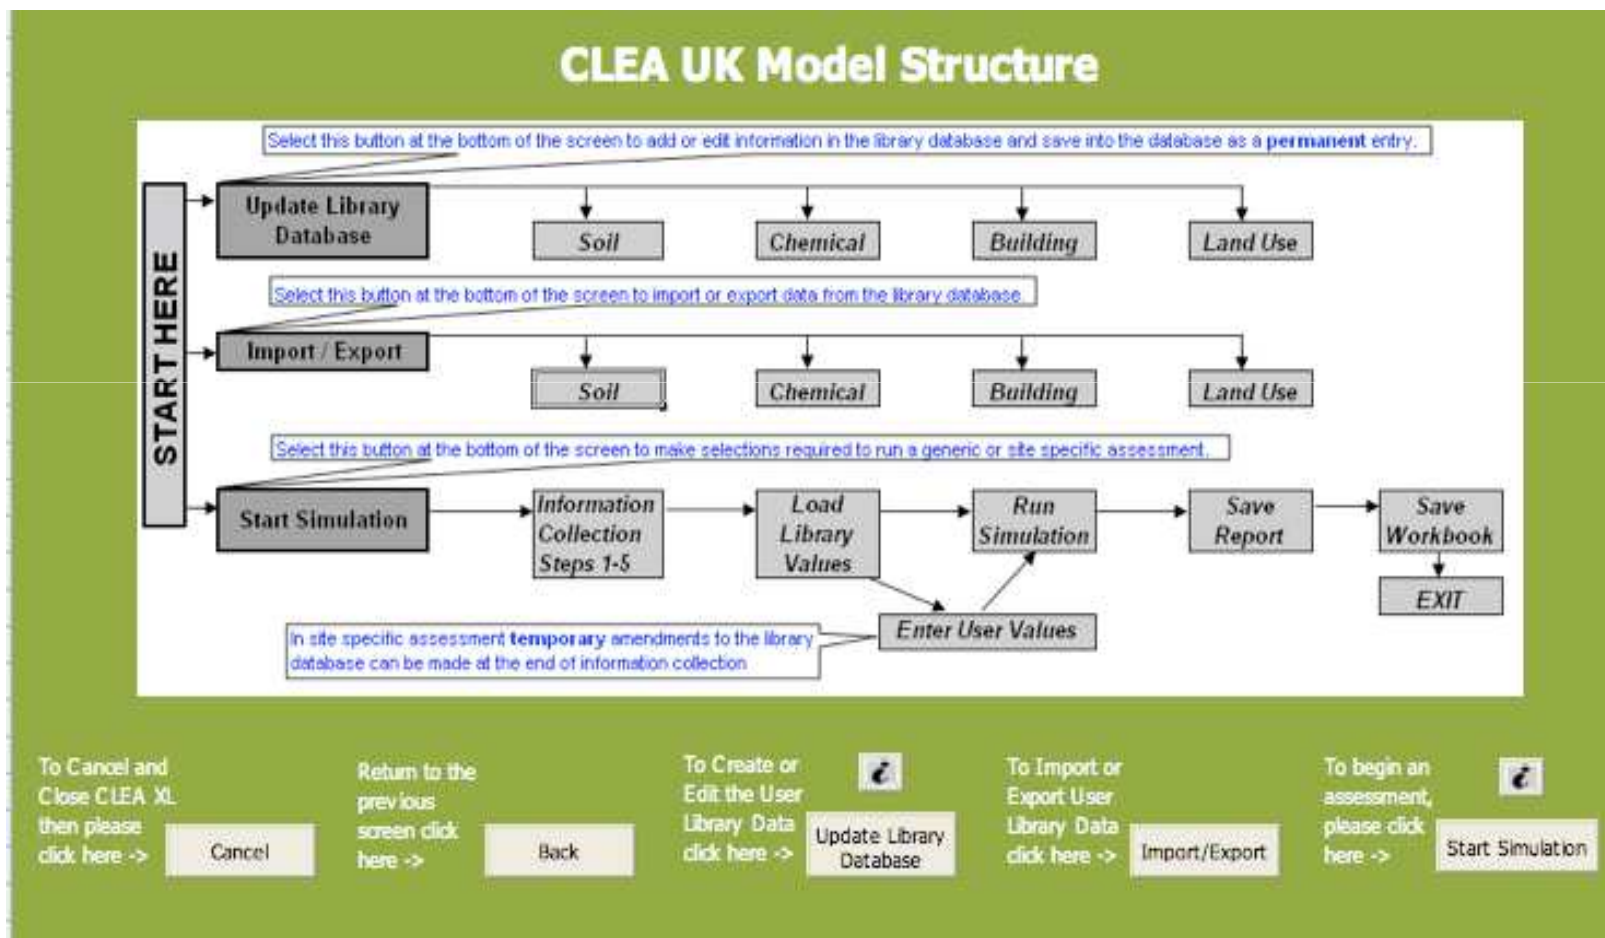 CLEA UK Model Structure
Select this button at the bottom of the screen to add or edit information in the library database and save into the database as a permanent entry.
START HERE
Update Library
Database
Soil
Chemical
Building
Land Use
Select this button at the bottom of the screen to import or export data from the library database
Import / Export
Soil
Chemical
Building
Land Use
Select this button at the bottom of the screen to make selections required to run a generic or site specific assessment.
Start Simulation
Information
Collection
Steps 1-5
Load
Library
Values
Run
Simulation
Save
Report
Save
Workbook
EXIT
Enter User Values
In site specific assessment temporary amendments to the library
database can be made at the end of information collection
To Cancel and
Close CLEA XL
then please
click here ->
Cancel
Return to the
previous
screen click
here ->
Back
To Create or
Edit the User
Library Data
click here ->
i
Update Library
Database
To Import or
Export User
Library Data
click here ->
Import/Export
To begin an
assessment,
please click
here ->
i
Start Simulation